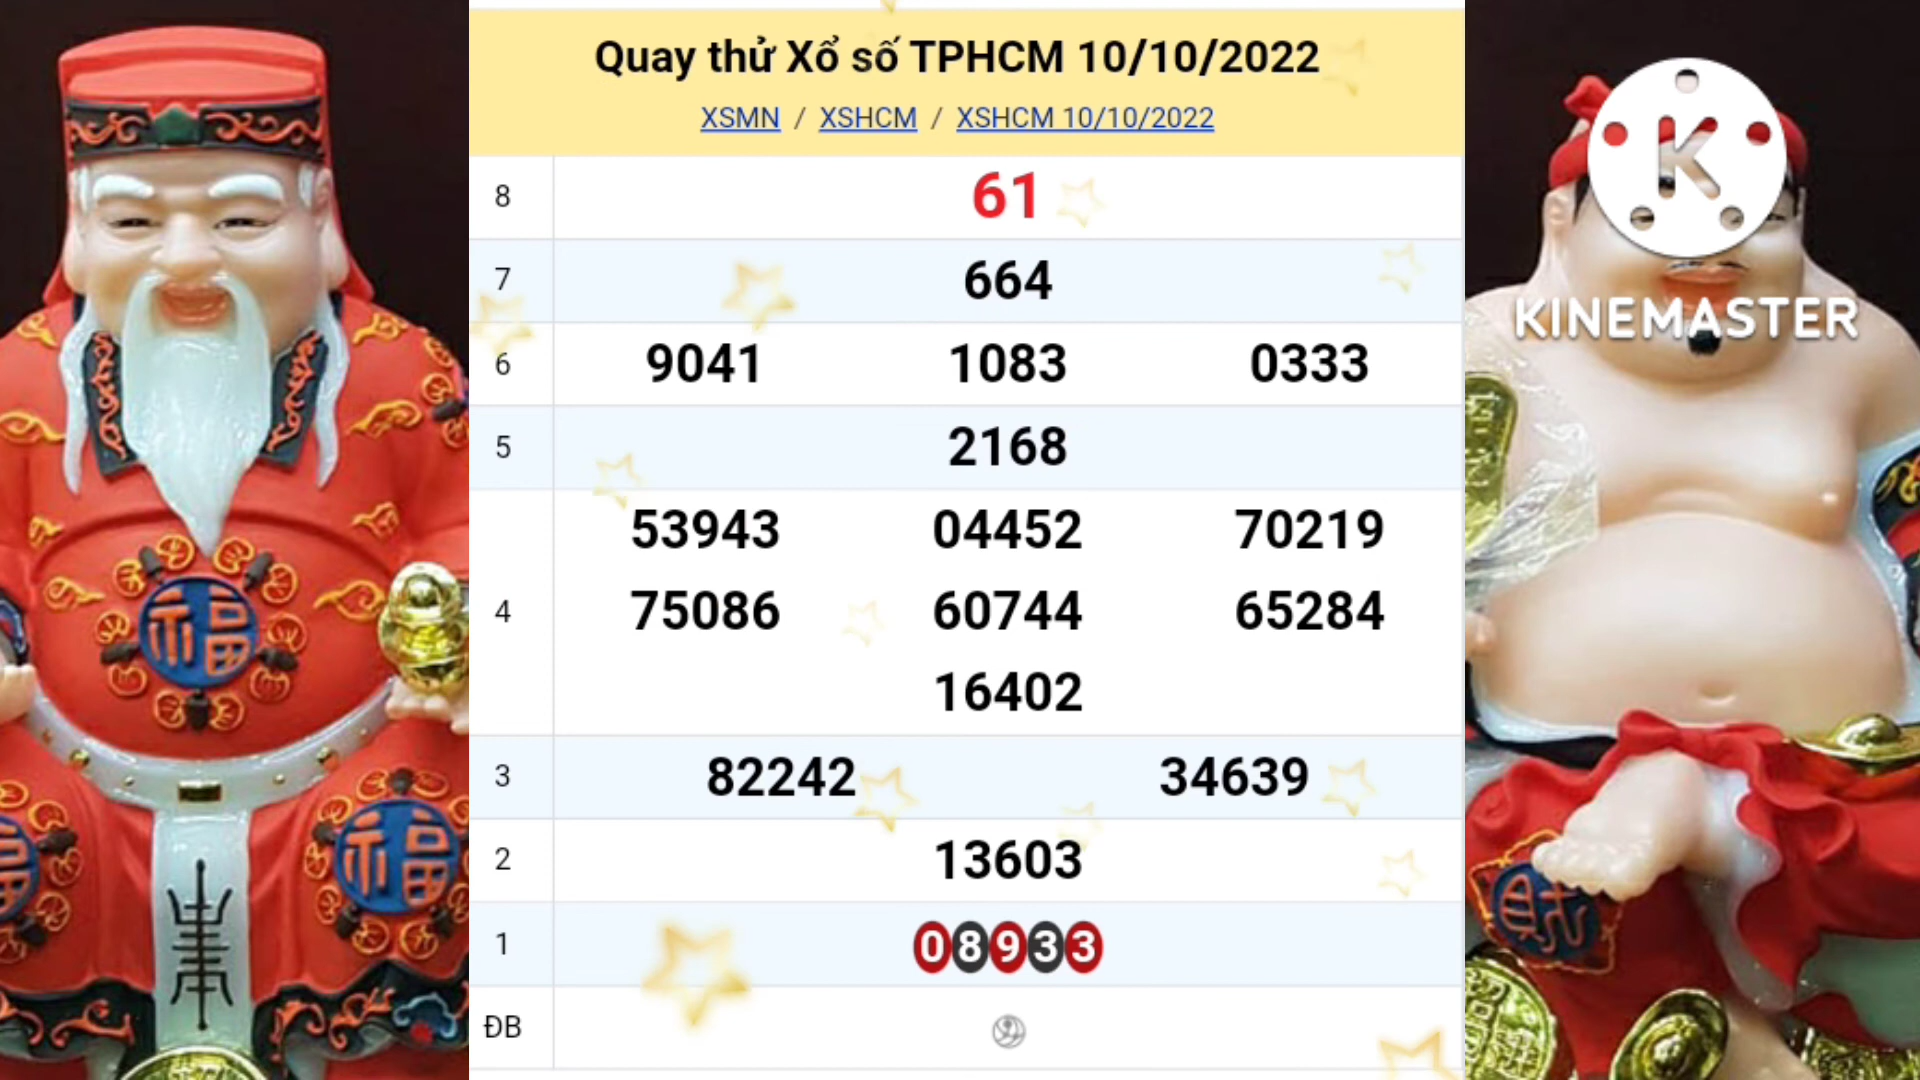 Quay thử Xổ số TPHCM 10/10/2022
XSMN / XSHCM / XSHCM 10/10/2022
8 61
7 664
6 9041 1083 0333
5 2168
53943 04452 70219
4 75086 60744 65284
16402
3 82242 34639
2 13603
1 08933
ĐB
K
KINEMASTER
福
福